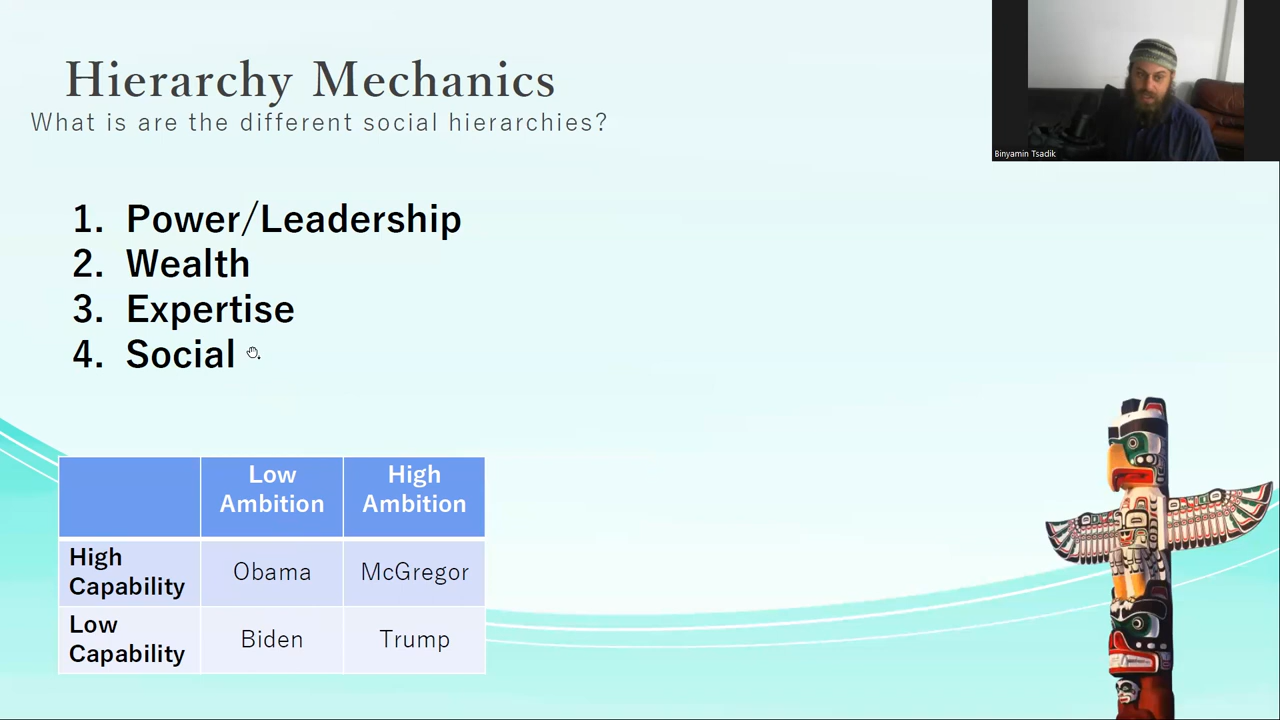 Hierarchy Mechanics
What is are the different social hierarchies?
Binyamin Tsadik
1. Power/Leadership
2. Wealth
3. Expertise
4. Social
Low Ambition
High Ambition
High Capability
Obama
McGregor
Low Capability
Biden
Trump